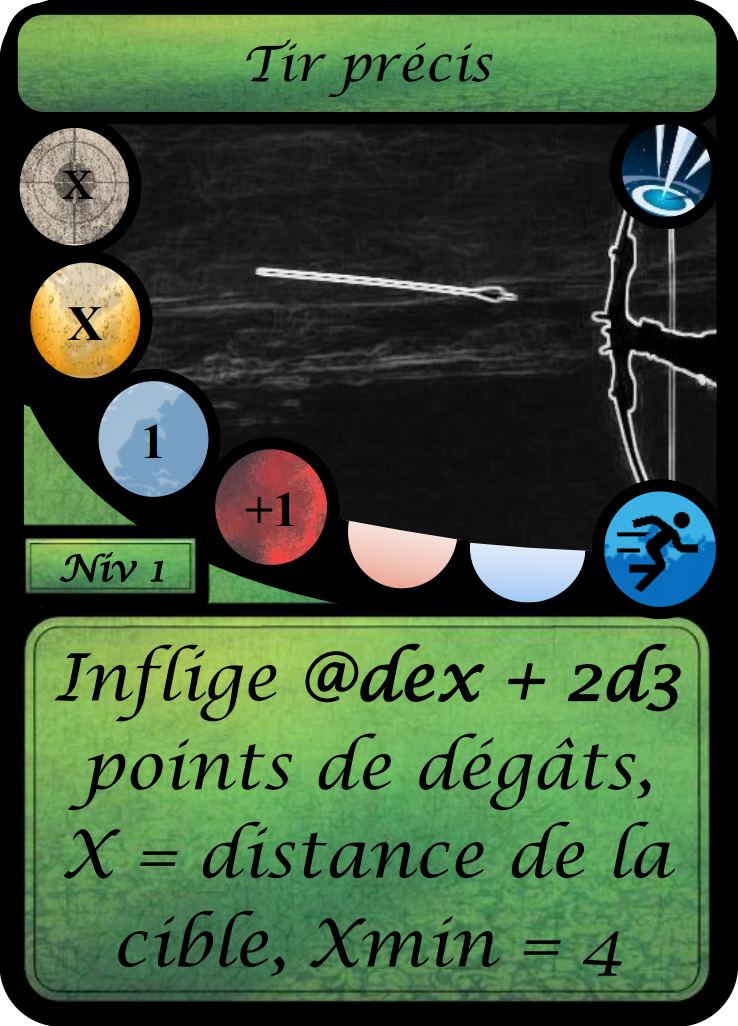 Tir précis
X
X
1
+1
Niv 1
Inflige @dex + 2d3
points de dégâts,
X = distance de la
cible, Xmin = 4